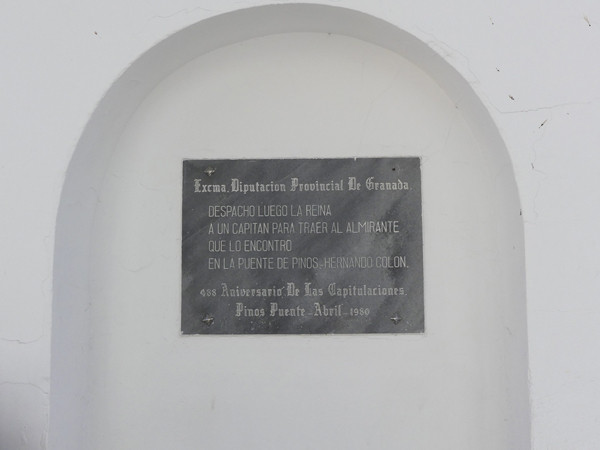 Excma. Diputacion Provincial De Granada.
DESPACHO LUEGO LA REINA
A UN CAPITAN PARA TRAER AL ALMIRANTE
QUE LO ENCONTRO
EN LA PUENTE DE PINOS-HERNANDO COLON.
488 Aniversario De Las Capitulaciones.
Pinos Puente - Abril - 1980